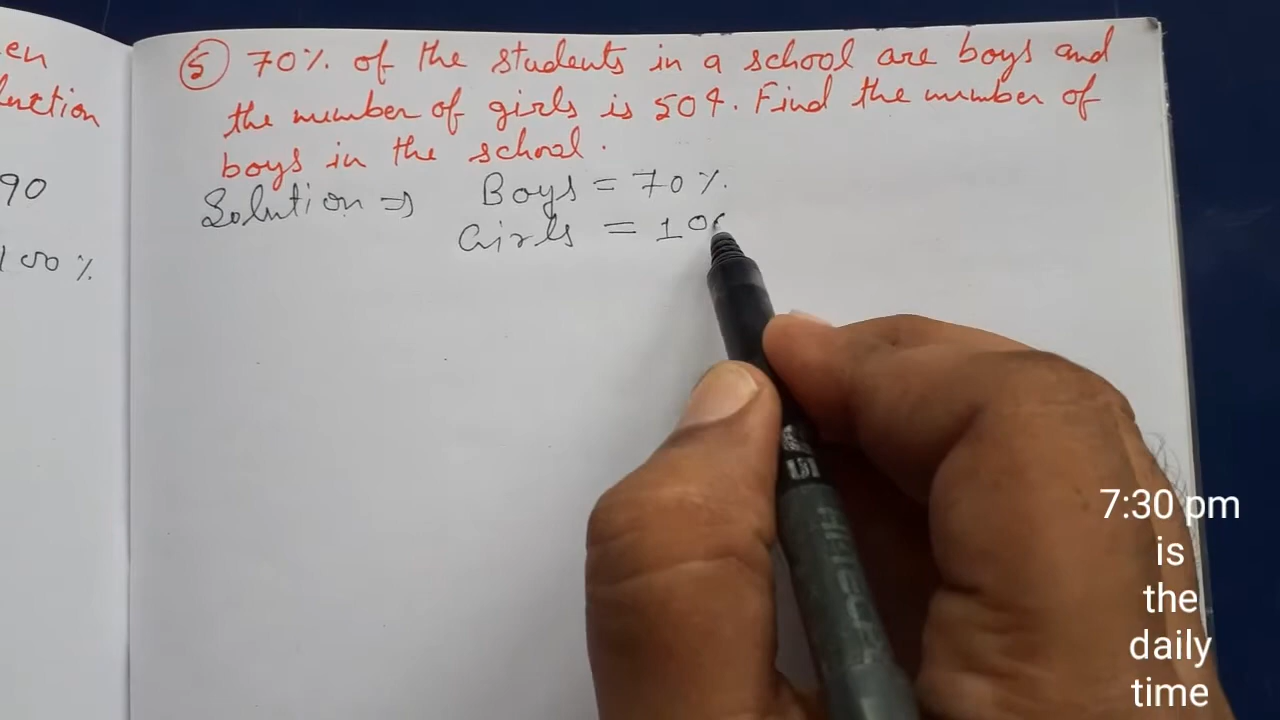 en
90
100%
⑤ 70% of the students in a school are boys and
the number of girls is 504. Find the number of
boys in the school.
Solution ⇒ Boys = 70%.
Girls = 100
7:30 pm
is
the
daily
time